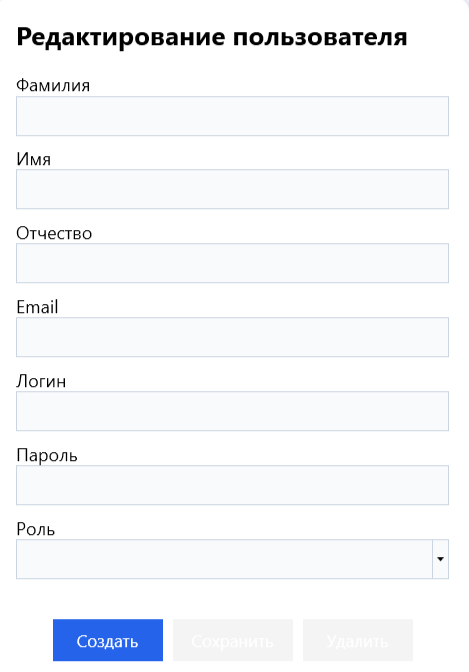 Редактирование пользователя
Фамилия
Имя
Отчество
Email
Логин
Пароль
Роль
Создать Сохранить Удалить